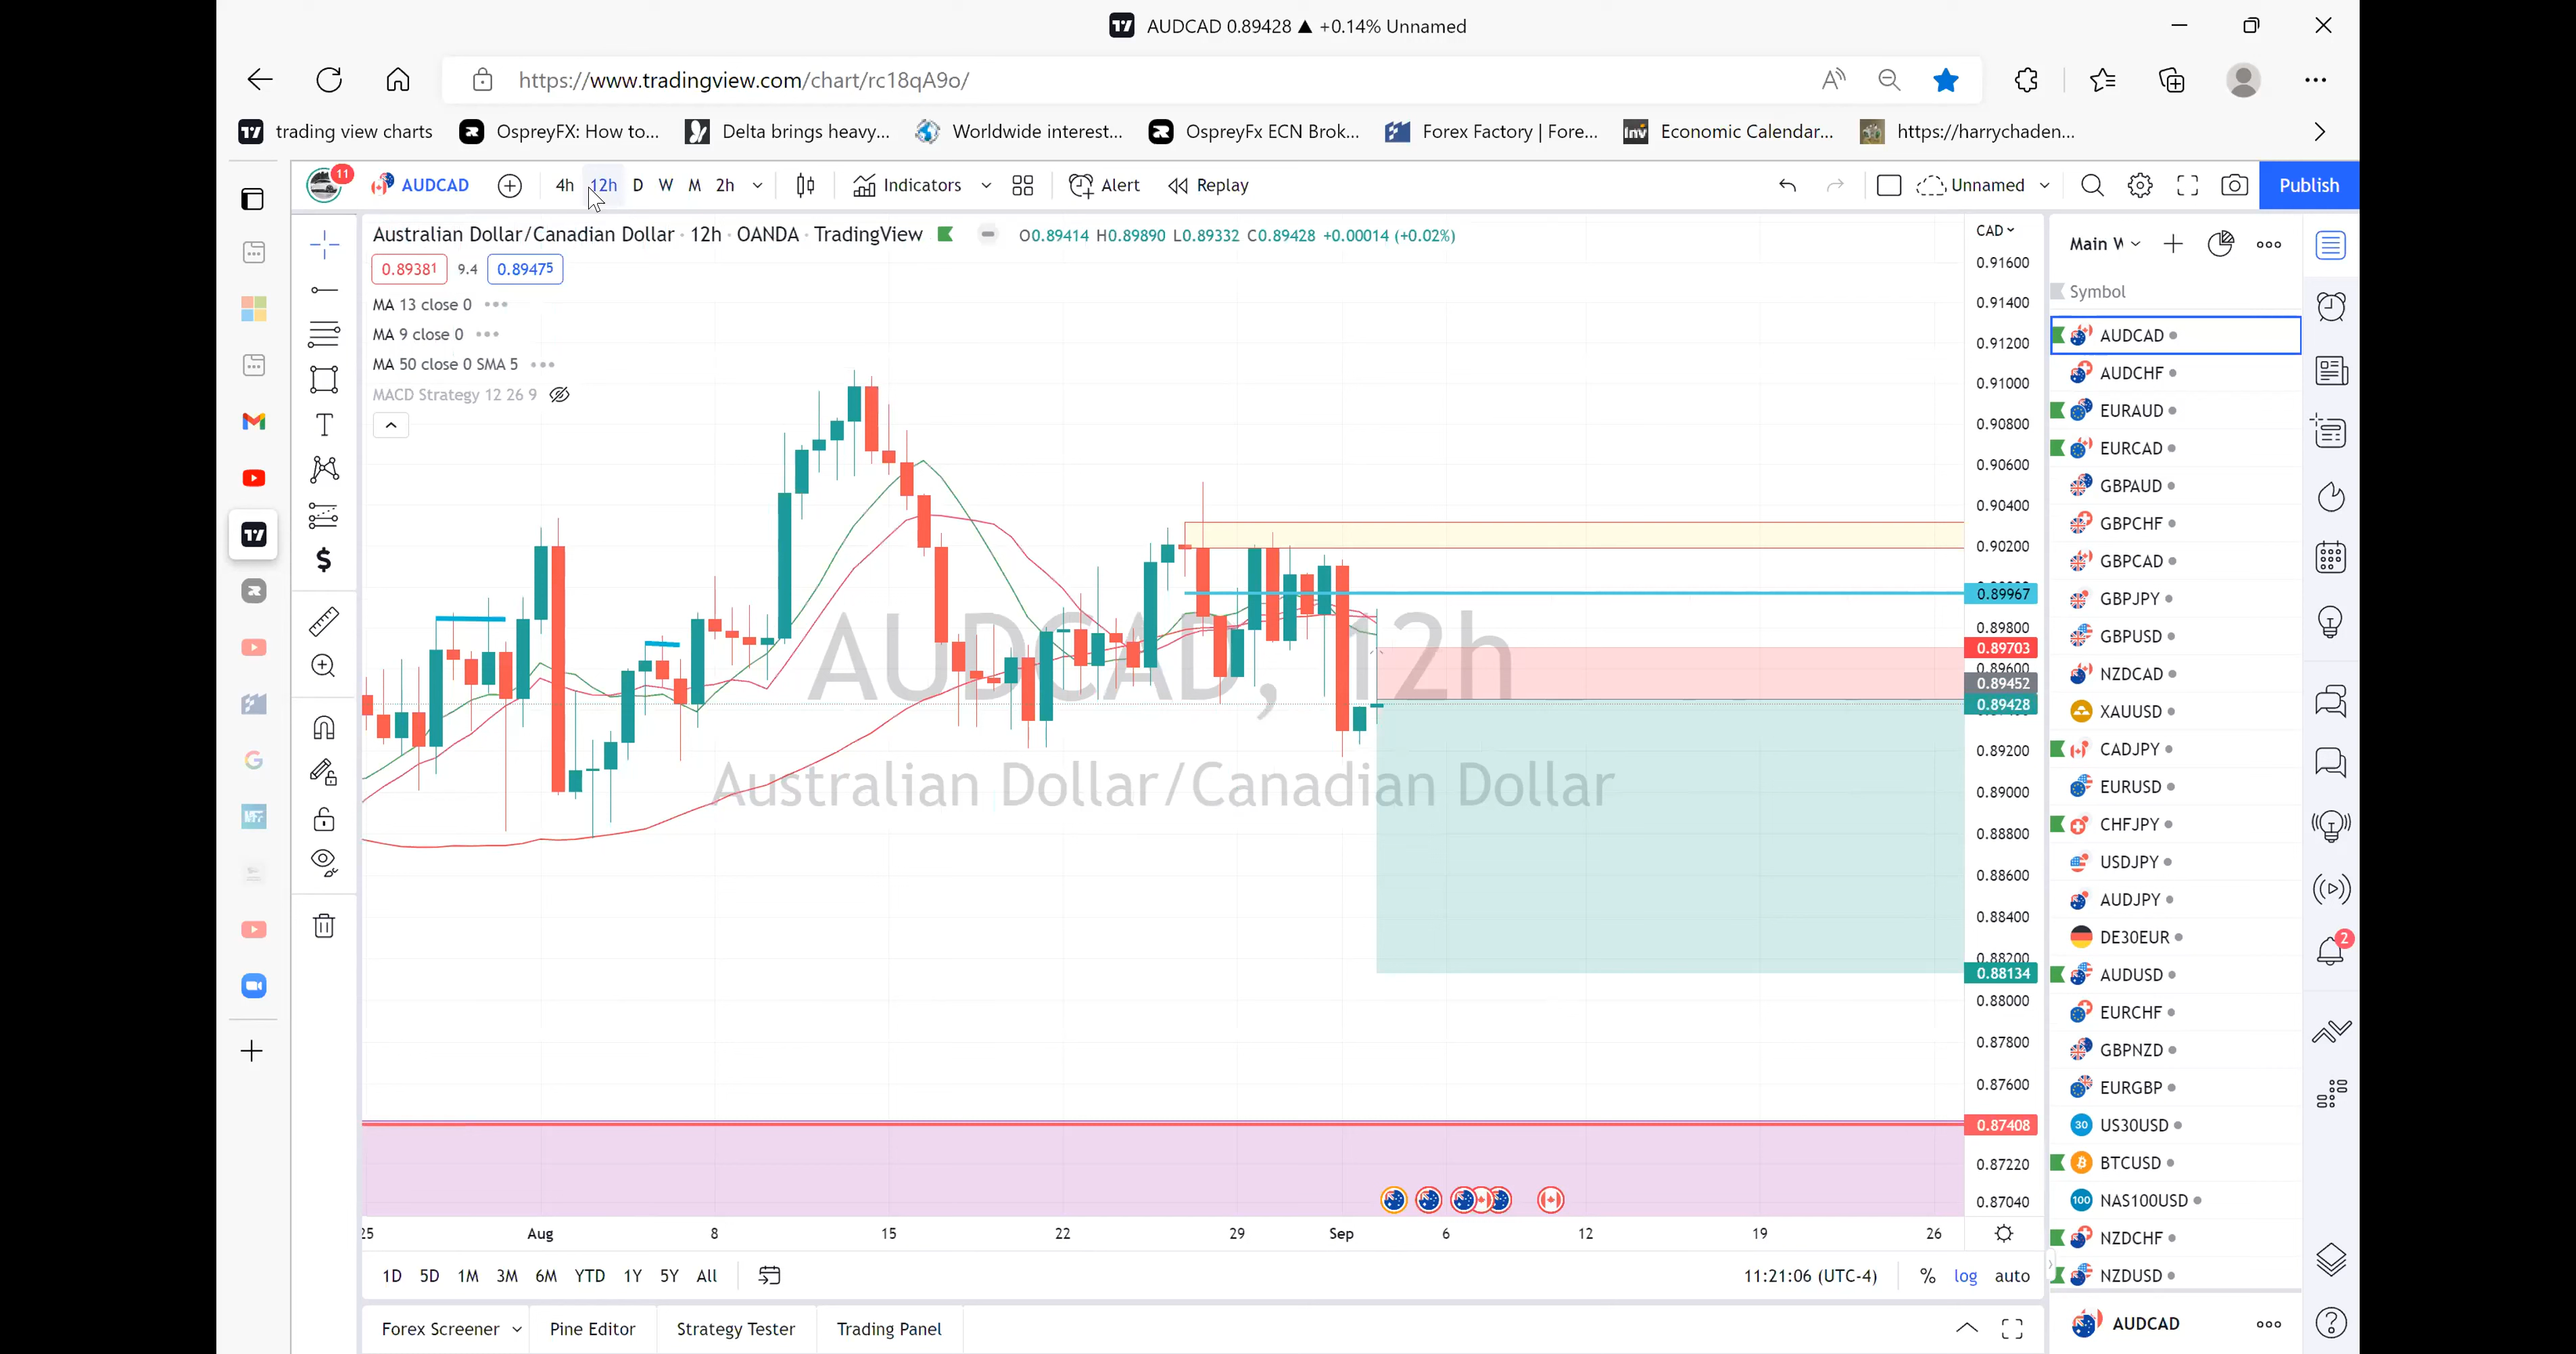 AUDCAD 0.89428 ▲ +0.14% Unnamed
https://www.tradingview.com/chart/rc18qA9o/
trading view charts OspreyFX: How to... Delta brings heavy... Worldwide interest... OspreyFx ECN Brok... Forex Factory | Fore... Economic Calendar... https://harrychaden...
11 AUDCAD 4h 12h D W M 2h Indicators Alert Replay Unnamed Publish
Australian Dollar/Canadian Dollar · 12h · OANDA · TradingView O0.89414 H0.89890 L0.89332 C0.89428 +0.00014 (+0.02%)
0.89381 9.4 0.89475
MA 13 close 0
MA 9 close 0
MA 50 close 0 SMA 5
MACD Strategy 12 26 9
AUDCAD, 12h
Australian Dollar/Canadian Dollar
CAD
0.91600
0.91400
0.91200
0.91000
0.90800
0.90600
0.90400
0.90200
0.89967
0.89800
0.89703
0.89600
0.89452
0.89428
0.89200
0.89000
0.88800
0.88600
0.88400
0.88200
0.88134
0.88000
0.87800
0.87600
0.87408
0.87220
0.87040
25 Aug 8 15 22 29 Sep 6 12 19 26
1D 5D 1M 3M 6M YTD 1Y 5Y All 11:21:06 (UTC-4) % log auto
Forex Screener Pine Editor Strategy Tester Trading Panel
Main W
Symbol
AUDCAD
AUDCHF
EURAUD
EURCAD
GBPAUD
GBPCHF
GBPCAD
GBPJPY
GBPUSD
NZDCAD
XAUUSD
CADJPY
EURUSD
CHFJPY
USDJPY
AUDJPY
DE30EUR
AUDUSD
EURCHF
GBPNZD
EURGBP
30 US30USD
BTCUSD
100 NAS100USD
NZDCHF
NZDUSD
AUDCAD
2